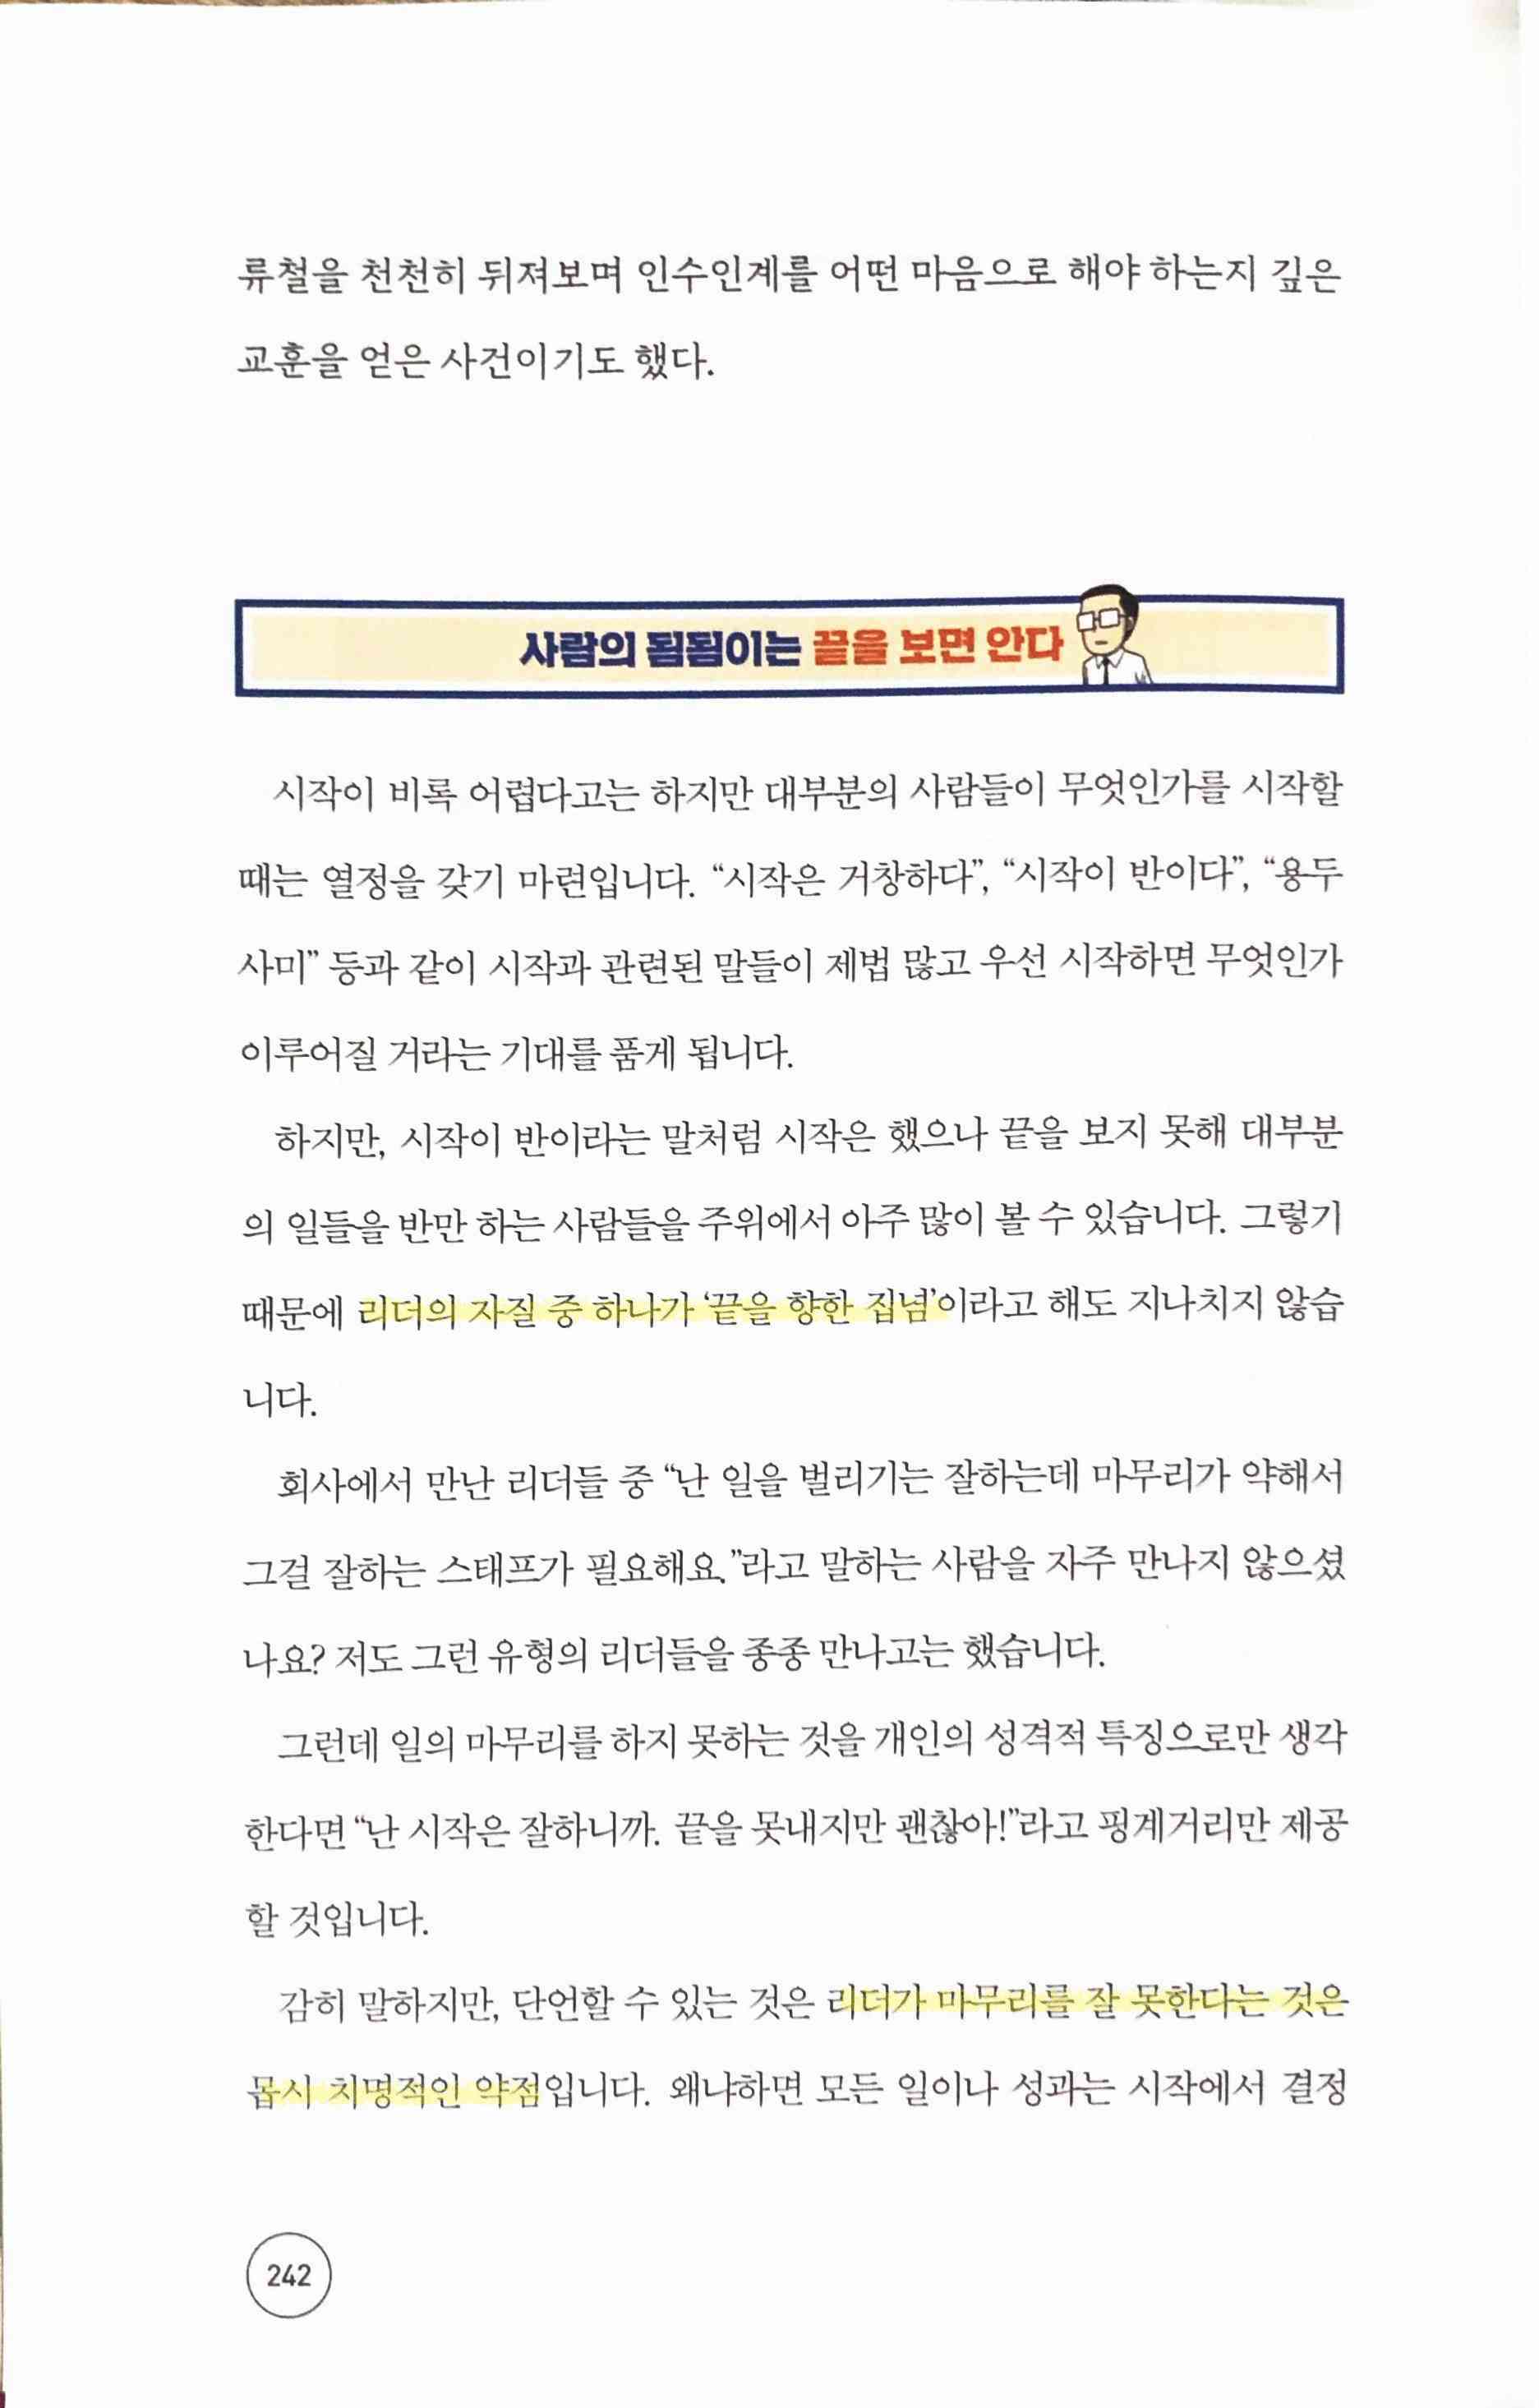 류철을 천천히 뒤져보며 인수인계를 어떤 마음으로 해야 하는지 깊은
교훈을 얻은 사건이기도 했다.
사람의 됨됨이는 끝을 보면 안다
시작이 비록 어렵다고는 하지만 대부분의 사람들이 무엇인가를 시작할
때는 열정을 갖기 마련입니다. “시작은 거창하다”, “시작이 반이다”, “용두
사미” 등과 같이 시작과 관련된 말들이 제법 많고 우선 시작하면 무엇인가
이루어질 거라는 기대를 품게 됩니다.
하지만, 시작이 반이라는 말처럼 시작은 했으나 끝을 보지 못해 대부분
의 일들을 반만 하는 사람들을 주위에서 아주 많이 볼 수 있습니다. 그렇기
때문에 리더의 자질 중 하나가 ‘끝을 향한 집념’이라고 해도 지나치지 않습
니다.
회사에서 만난 리더들 중 “난 일을 벌리기는 잘하는데 마무리가 약해서
그걸 잘하는 스태프가 필요해요.”라고 말하는 사람을 자주 만나지 않으셨
나요? 저도 그런 유형의 리더들을 종종 만나고는 했습니다.
그런데 일의 마무리를 하지 못하는 것을 개인의 성격적 특징으로만 생각
한다면 “난 시작은 잘하니까. 끝을 못내지만 괜찮아!”라고 핑계거리만 제공
할 것입니다.
감히 말하지만, 단언할 수 있는 것은 리더가 마무리를 잘 못한다는 것은
몹시 치명적인 약점입니다. 왜냐하면 모든 일이나 성과는 시작에서 결정
242